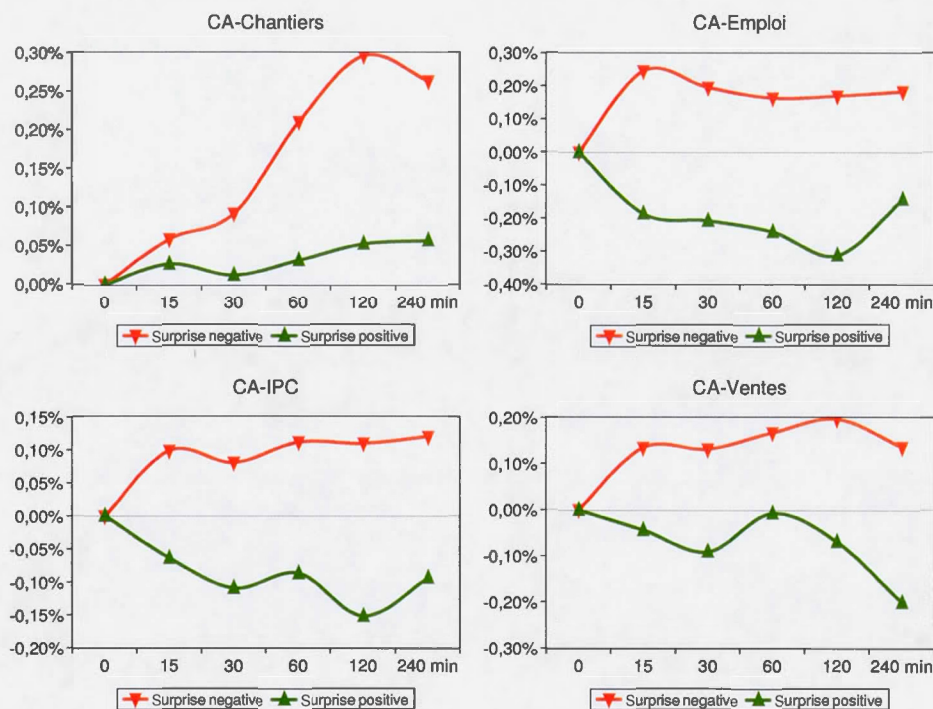 CA-Chantiers
0,30%
0,25%
0,20%
0,15%
0,10%
0,05%
0,00%
0 15 30 60 120 240 min
Surprise negative Surprise positive
CA-Emploi
0,30%
0,20%
0,10%
0,00%
-0,10%
-0,20%
-0,30%
-0,40%
0 15 30 60 120 240 min
Surprise negative Surprise positive
CA-IPC
0,15%
0,10%
0,05%
0,00%
-0,05%
-0,10%
-0,15%
-0,20%
0 15 30 60 120 240 min
Surprise negative Surprise positive
CA-Ventes
0,20%
0,10%
0,00%
-0,10%
-0,20%
-0,30%
0 15 30 60 120 240 min
Surprise negative Surprise positive